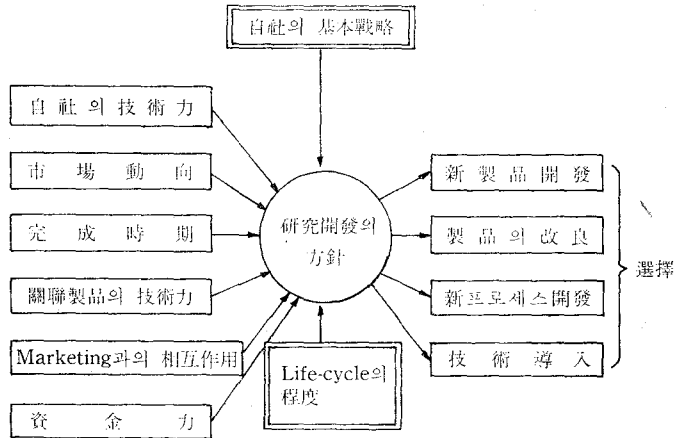 自社의 基本戰略
自社의 技術力
市場動向
完成時期
關聯製品의 技術力
Marketing과의 相互作用
資金力
研究開發의
方針
Life-cycle의
程度
新製品開發
製品의 改良
新프로세스開發
技術導入
選擇